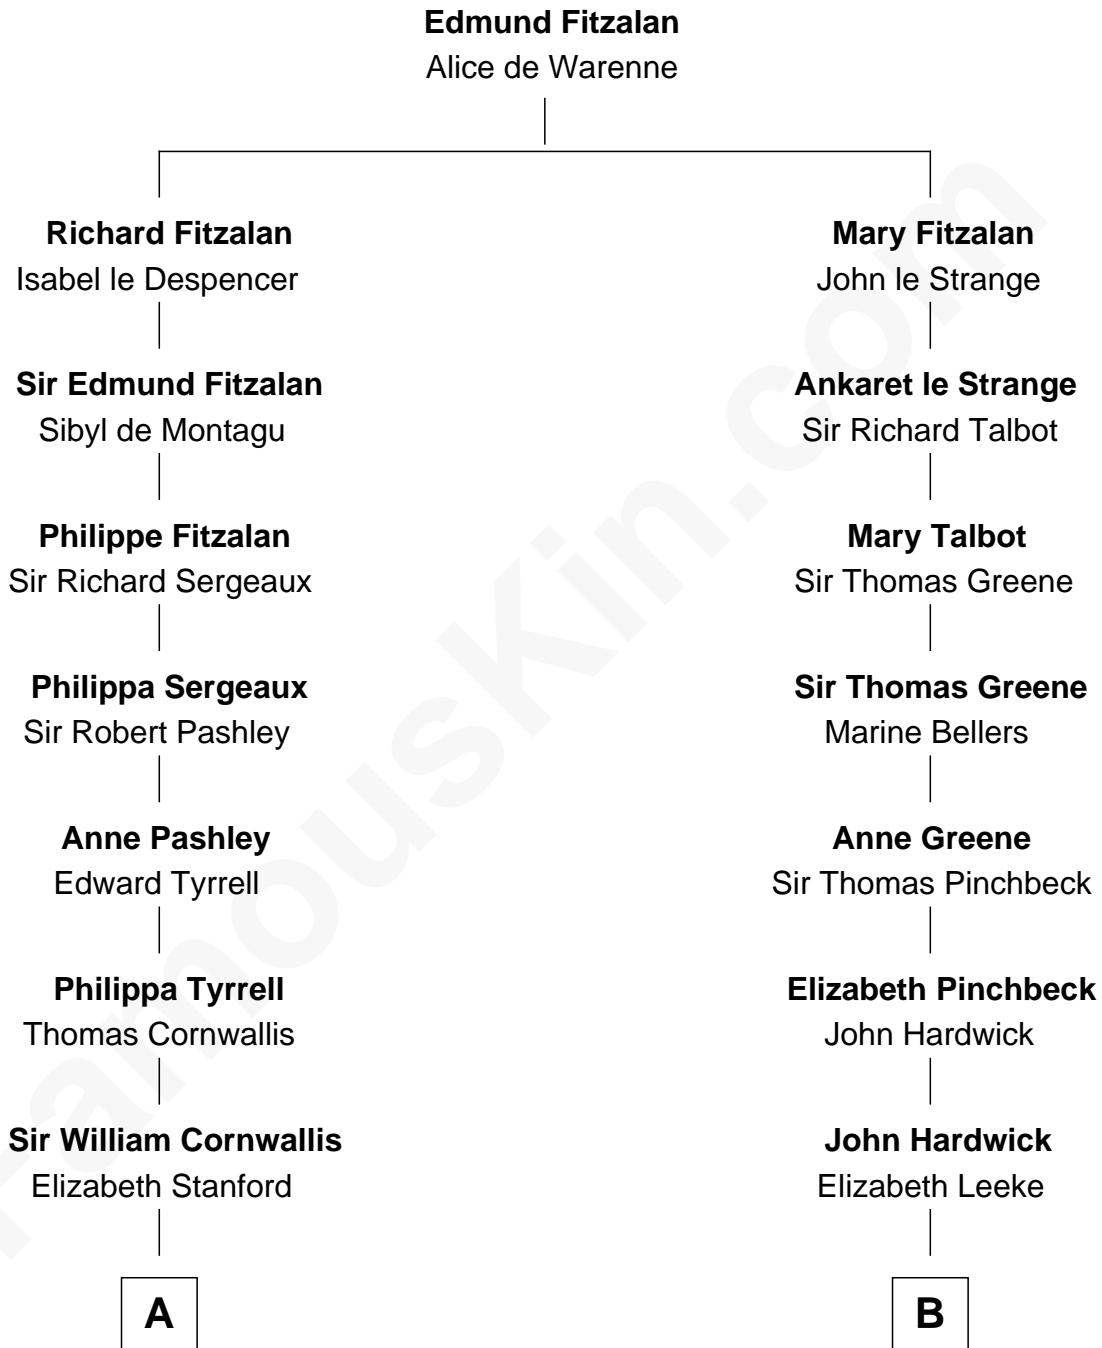 Edmund Fitzalan
Alice de Warenne
Richard Fitzalan
Isabel le Despencer
Mary Fitzalan
John le Strange
Sir Edmund Fitzalan
Sibyl de Montagu
Ankaret le Strange
Sir Richard Talbot
Philippe Fitzalan
Sir Richard Sergeaux
Mary Talbot
Sir Thomas Greene
Philippa Sergeaux
Sir Robert Pashley
Sir Thomas Greene
Marine Bellers
Anne Pashley
Edward Tyrrell
Anne Greene
Sir Thomas Pinchbeck
Philippa Tyrrell
Thomas Cornwallis
Elizabeth Pinchbeck
John Hardwick
Sir William Cornwallis
Elizabeth Stanford
John Hardwick
Elizabeth Leeke
A
B
FamousKin.com